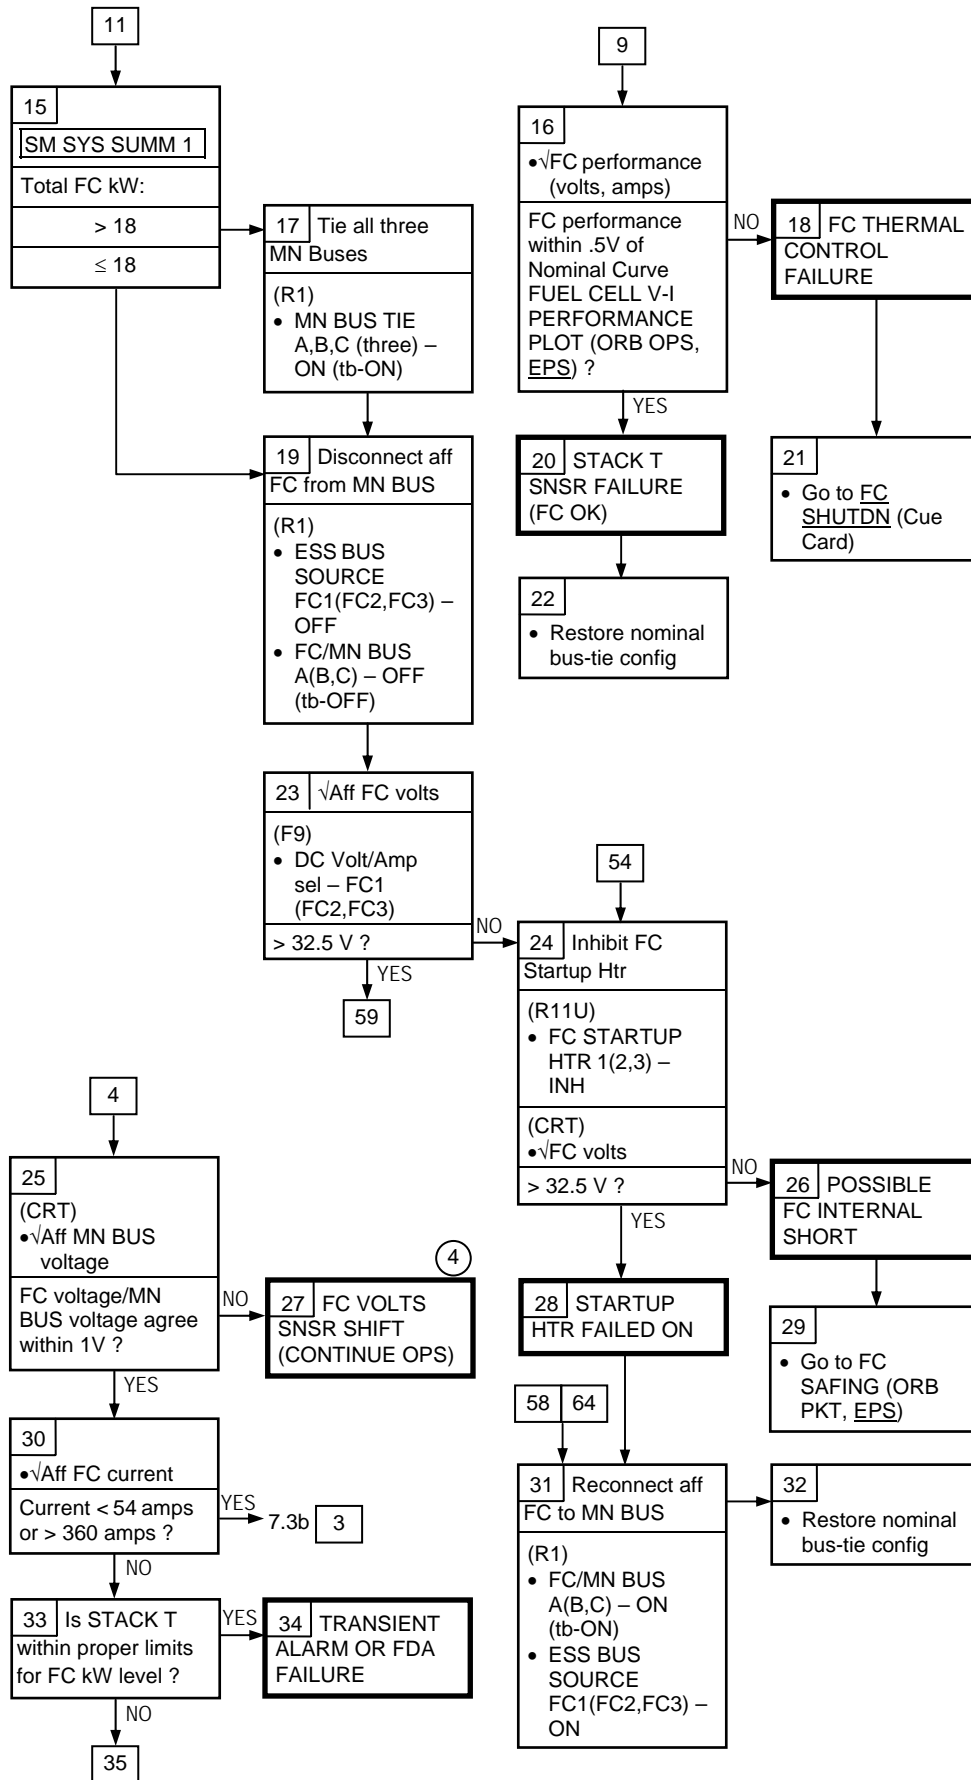 11
15
SM SYS SUMM 1
Total FC kW:
> 18
≤ 18
17 Tie all three
MN Buses
(R1)
• MN BUS TIE
A,B,C (three) –
ON (tb-ON)
19 Disconnect aff
FC from MN BUS
(R1)
• ESS BUS
SOURCE
FC1(FC2,FC3) –
OFF
• FC/MN BUS
A(B,C) – OFF
(tb-OFF)
23 √Aff FC volts
(F9)
• DC Volt/Amp
sel – FC1
(FC2,FC3)
> 32.5 V ?
NO
YES
59
9
16
•√FC performance
(volts, amps)
FC performance
within .5V of
Nominal Curve
FUEL CELL V-I
PERFORMANCE
PLOT (ORB OPS,
EPS) ?
NO
YES
18 FC THERMAL
CONTROL
FAILURE
21
• Go to FC
SHUTDN (Cue
Card)
20 STACK T
SNSR FAILURE
(FC OK)
22
• Restore nominal
bus-tie config
54
24 Inhibit FC
Startup Htr
(R11U)
• FC STARTUP
HTR 1(2,3) –
INH
(CRT)
•√FC volts
> 32.5 V ?
NO
YES
26 POSSIBLE
FC INTERNAL
SHORT
29
• Go to FC
SAFING (ORB
PKT, EPS)
28 STARTUP
HTR FAILED ON
58 64
31 Reconnect aff
FC to MN BUS
(R1)
• FC/MN BUS
A(B,C) – ON
(tb-ON)
• ESS BUS
SOURCE
FC1(FC2,FC3) –
ON
32
• Restore nominal
bus-tie config
4
25
(CRT)
•√Aff MN BUS
voltage
FC voltage/MN
BUS voltage agree
within 1V ?
NO
YES
4
27 FC VOLTS
SNSR SHIFT
(CONTINUE OPS)
30
•√Aff FC current
Current < 54 amps
or > 360 amps ?
YES
7.3b 3
NO
33 Is STACK T
within proper limits
for FC kW level ?
YES
34 TRANSIENT
ALARM OR FDA
FAILURE
NO
35